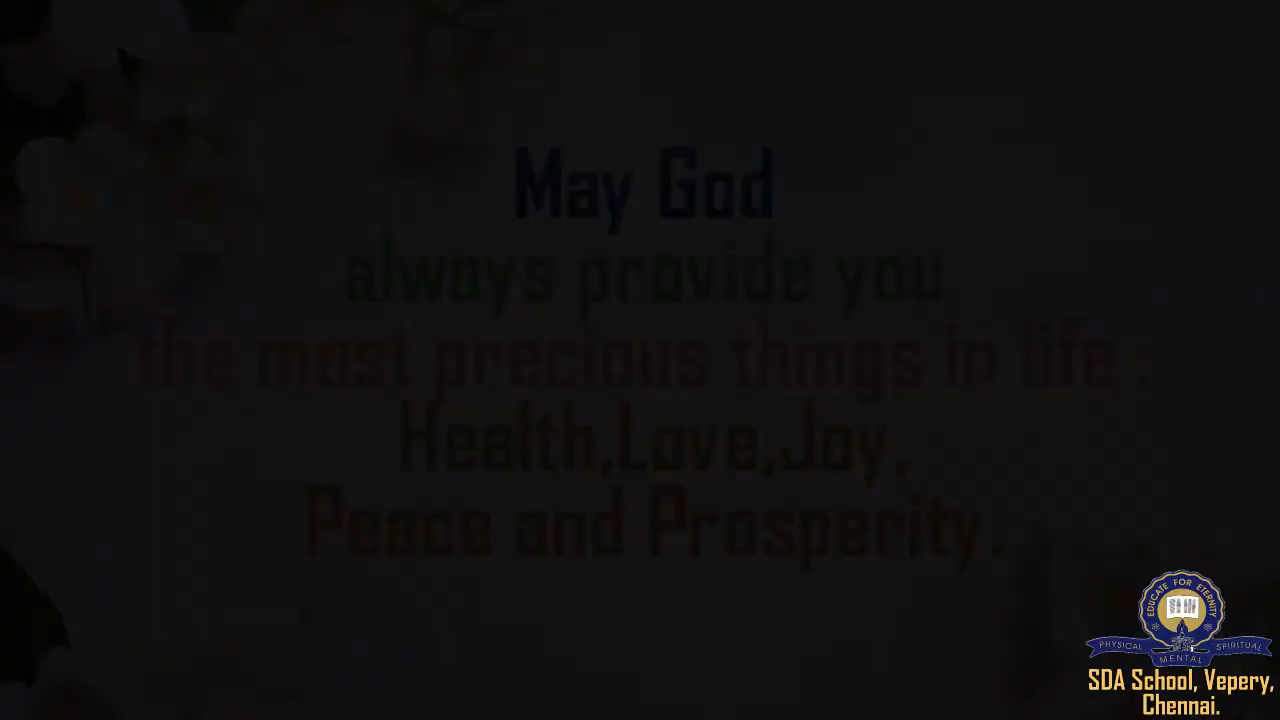 May God
always provide you
the most precious things in life :
Health,Love,Joy,
Peace and Prosperity.
EDUCATE FOR ETERNITY
PHYSICAL
MENTAL
SPIRITUAL
SDA School, Vepery,
Chennai.